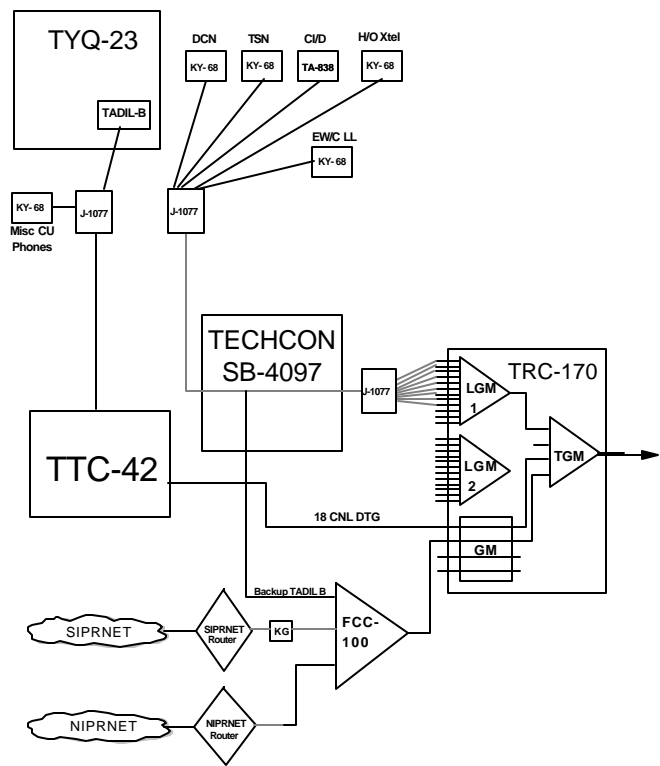 TYQ-23
TADIL-B
DCN
TSN
CI/D
H/O Xtel
KY- 68
KY- 68
TA-838
KY- 68
EW/C LL
KY- 68
KY- 68
J-1077
J-1077
Misc CU
Phones
TECHCON
SB-4097
J-1077
TRC-170
LGM
1
LGM
2
TGM
TTC-42
18 CNL DTG
GM
Backup TADIL B
FCC-
100
SIPRNET
SIPRNET
Router
KG
NIPRNET
NIPRNET
Router